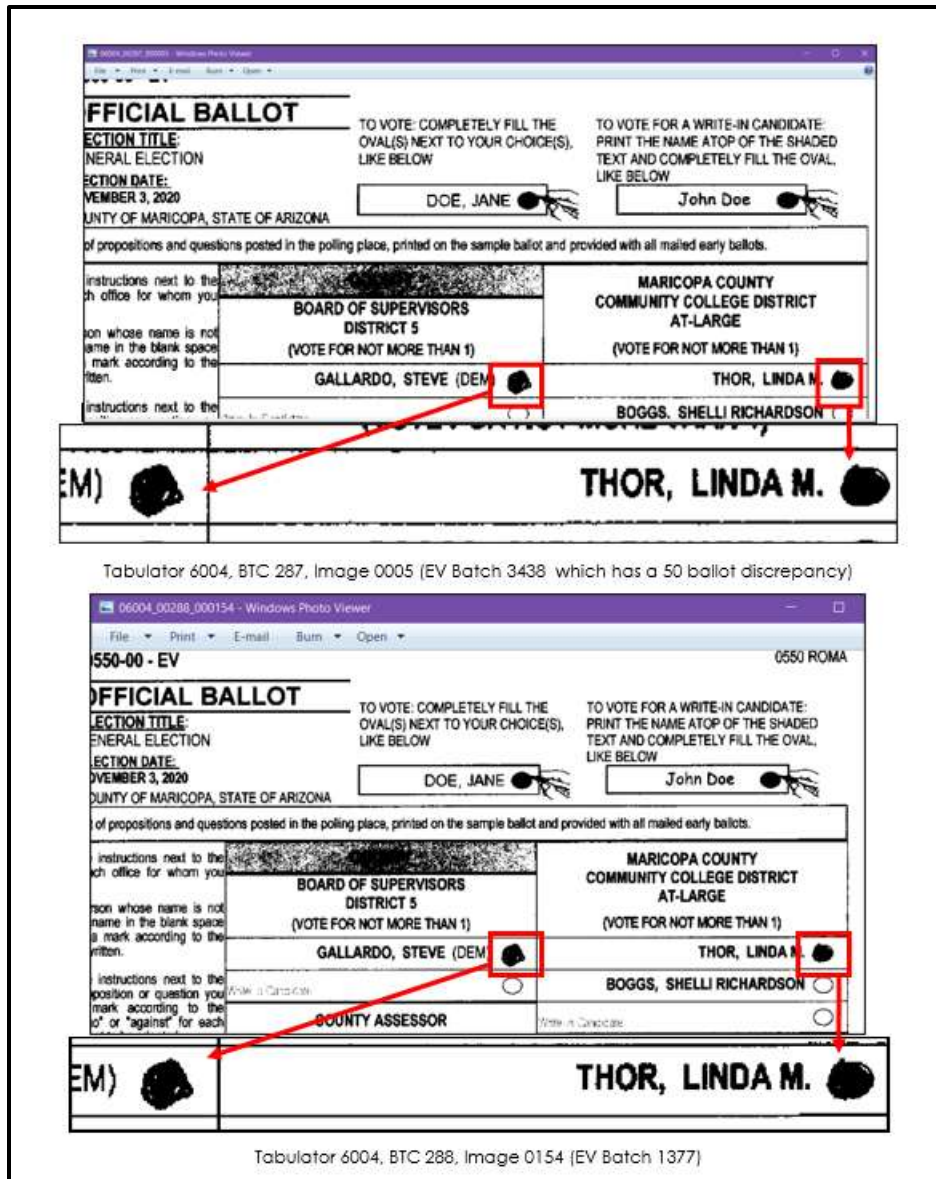 06004_00287_000005 - Windows Photo Viewer
File Print E-mail Burn Open
FFICIAL BALLOT
ECTION TITLE:
NERAL ELECTION
ECTION DATE:
VEMBER 3, 2020
UNTY OF MARICOPA, STATE OF ARIZONA
TO VOTE: COMPLETELY FILL THE
OVAL(S) NEXT TO YOUR CHOICE(S),
LIKE BELOW
DOE, JANE
TO VOTE FOR A WRITE-IN CANDIDATE:
PRINT THE NAME ATOP OF THE SHADED
TEXT AND COMPLETELY FILL THE OVAL,
LIKE BELOW
John Doe
of propositions and questions posted in the polling place, printed on the sample ballot and provided with all mailed early ballots.
instructions next to the
ch office for whom you
son whose name is not
ame in the blank space
mark according to the
itten.
instructions next to the
BOARD OF SUPERVISORS
DISTRICT 5
(VOTE FOR NOT MORE THAN 1)
GALLARDO, STEVE (DEM)
MARICOPA COUNTY
COMMUNITY COLLEGE DISTRICT
AT-LARGE
(VOTE FOR NOT MORE THAN 1)
THOR, LINDA M.
BOGGS, SHELLI RICHARDSON
EM)
THOR, LINDA M.
Tabulator 6004, BTC 287, Image 0005 (EV Batch 3438 which has a 50 ballot discrepancy)
06004_00288_000154 - Windows Photo Viewer
File Print E-mail Burn Open
0550-00 - EV
0550 ROMA
OFFICIAL BALLOT
LECTION TITLE:
ENERAL ELECTION
LECTION DATE:
OVEMBER 3, 2020
OUNTY OF MARICOPA, STATE OF ARIZONA
TO VOTE: COMPLETELY FILL THE
OVAL(S) NEXT TO YOUR CHOICE(S),
LIKE BELOW
DOE, JANE
TO VOTE FOR A WRITE-IN CANDIDATE:
PRINT THE NAME ATOP OF THE SHADED
TEXT AND COMPLETELY FILL THE OVAL,
LIKE BELOW
John Doe
t of propositions and questions posted in the polling place, printed on the sample ballot and provided with all mailed early ballots.
instructions next to the
ach office for whom you
rson whose name is not
name in the blank space
a mark according to the
written.
instructions next to the
oposition or question you
mark according to the
no" or "against" for each
BOARD OF SUPERVISORS
DISTRICT 5
(VOTE FOR NOT MORE THAN 1)
GALLARDO, STEVE (DEM)
Write-in Candidate
COUNTY ASSESSOR
MARICOPA COUNTY
COMMUNITY COLLEGE DISTRICT
AT-LARGE
(VOTE FOR NOT MORE THAN 1)
THOR, LINDA M.
BOGGS, SHELLI RICHARDSON
Write-in Candidate
EM)
THOR, LINDA M.
Tabulator 6004, BTC 288, Image 0154 (EV Batch 1377)